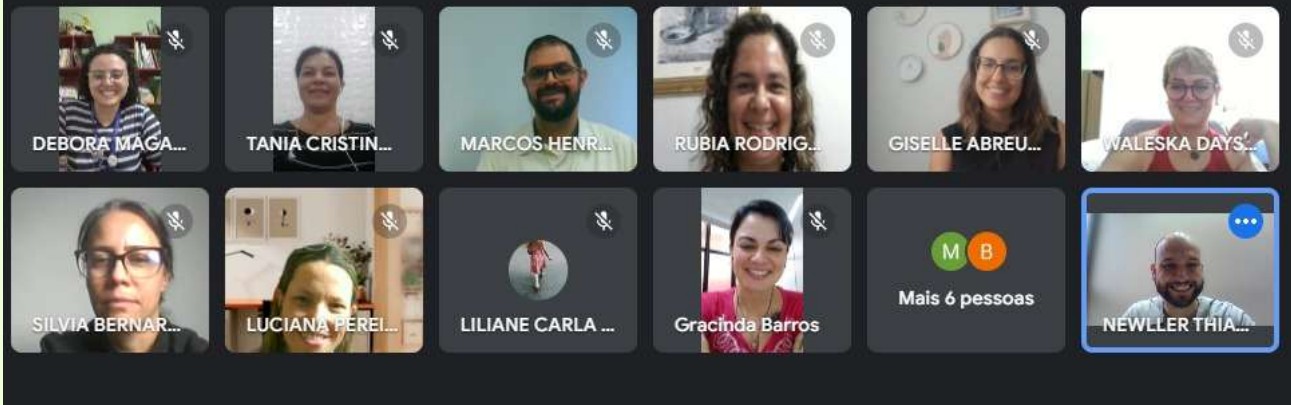 DEBORA MAGA...
TANIA CRISTIN...
MARCOS HENR...
RUBIA RODRIG...
GISELLE ABREU...
WALESKA DAYS...
SILVIA BERNAR...
LUCIANA PEREI...
LILIANE CARLA ...
Gracinda Barros
M B
Mais 6 pessoas
NEWLLER THIA...